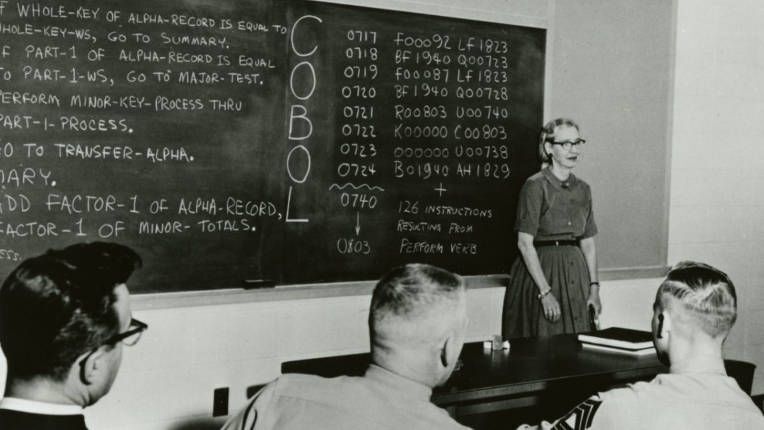 F WHOLE-KEY OF ALPHA-RECORD IS EQUAL TO
WHOLE-KEY-WS, GO TO SUMMARY.
F PART-1 OF ALPHA-RECORD IS EQUAL
TO PART-1-WS, GO TO MAJOR-TEST.
PERFORM MINOR-KEY-PROCESS THRU
PART-1-PROCESS.
GO TO TRANSFER-ALPHA.
MARY.
ADD FACTOR-1 OF ALPHA-RECORD,
FACTOR-1 OF MINOR-TOTALS.
ESS.
COBOL
0717 F00092 LF1823
0718 BF1940 Q00723
0719 F00087 LF1823
0720 BF1940 Q00728
0721 R00803 U00740
0722 K00000 C00803
0723 000000 U00738
0724 B01940 AH1829
0740
0803
+
126 INSTRUCTIONS
RESULTING FROM
PERFORM VERB